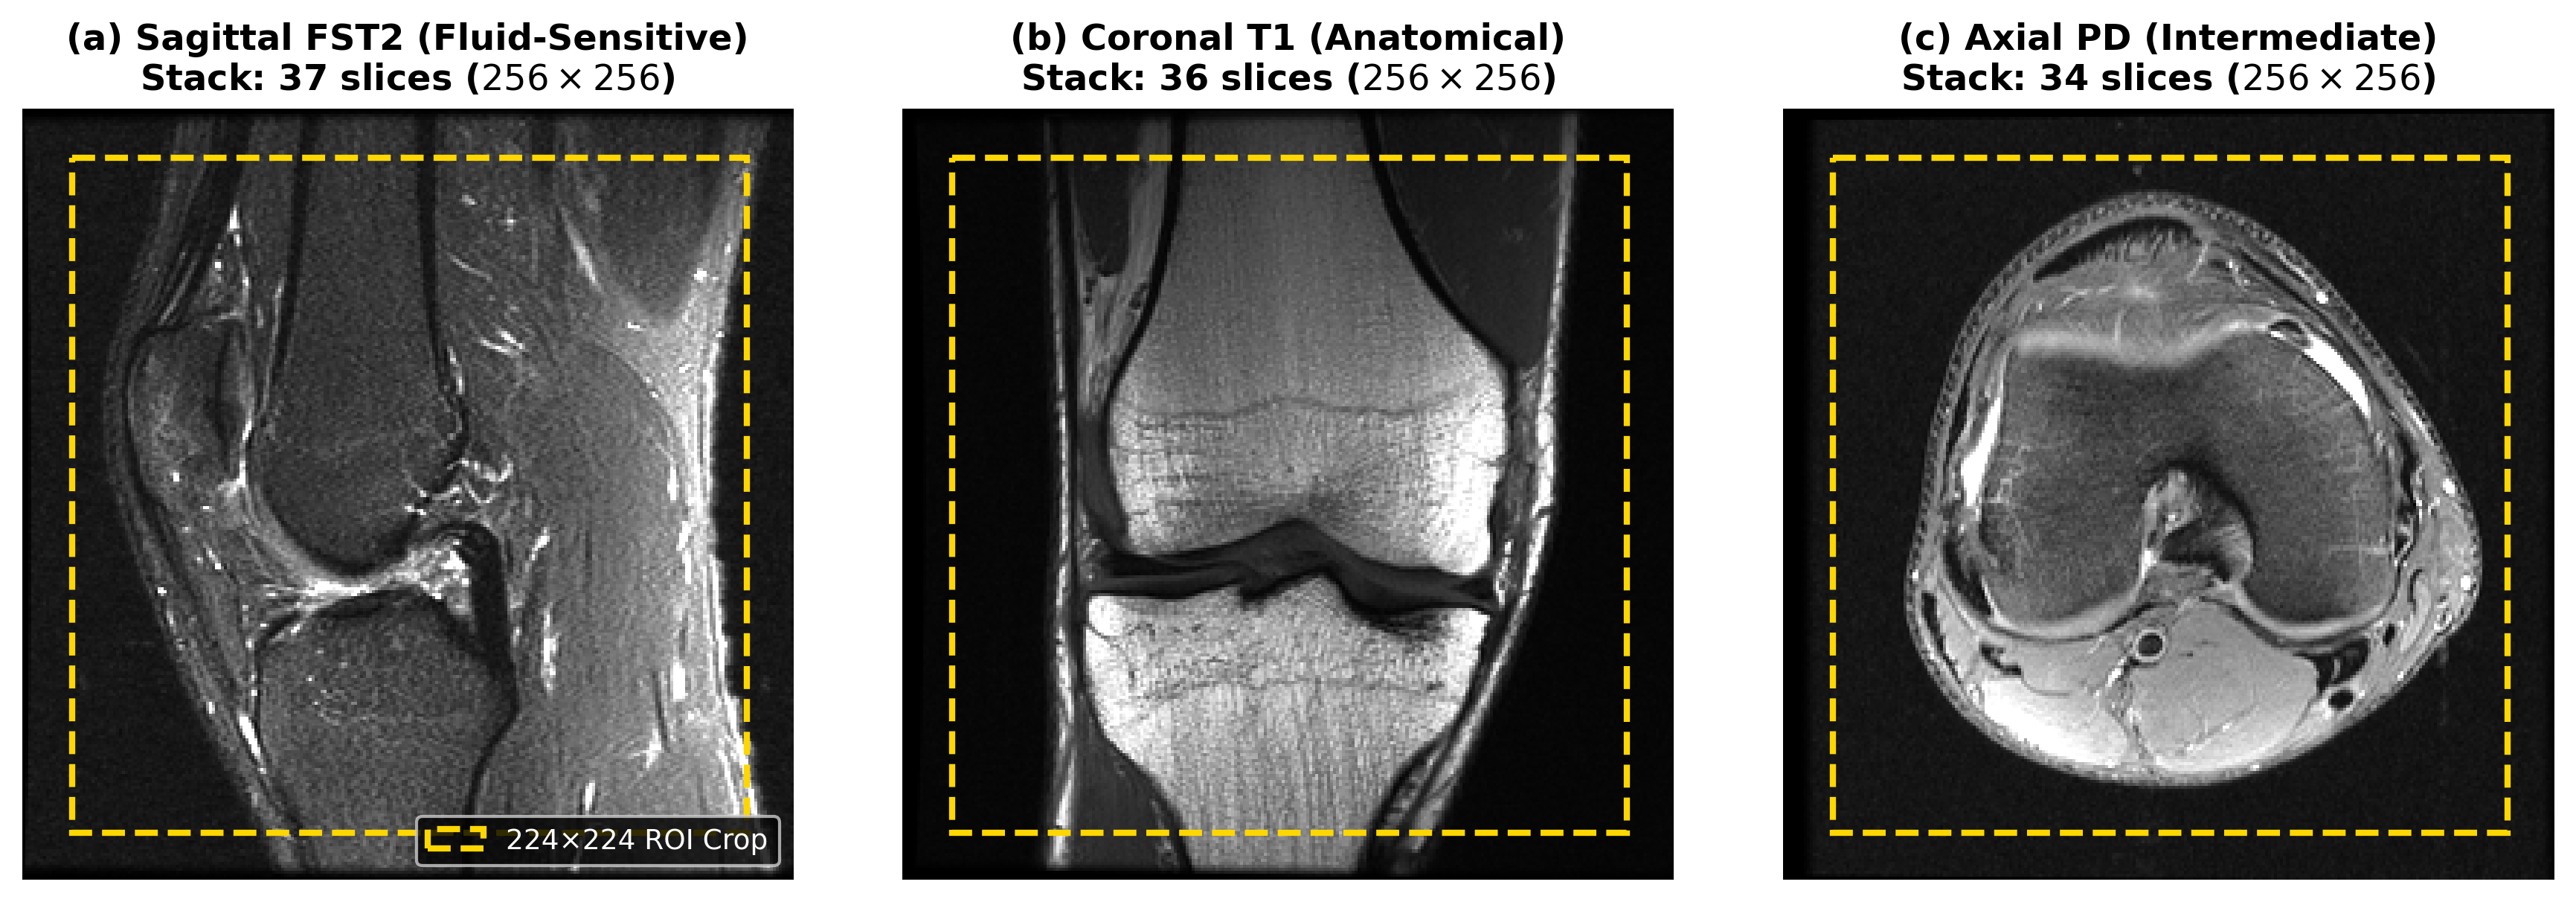 (a) Sagittal FST2 (Fluid-Sensitive)
Stack: 37 slices (256 × 256)
(b) Coronal T1 (Anatomical)
Stack: 36 slices (256 × 256)
(c) Axial PD (Intermediate)
Stack: 34 slices (256 × 256)
224×224 ROI Crop